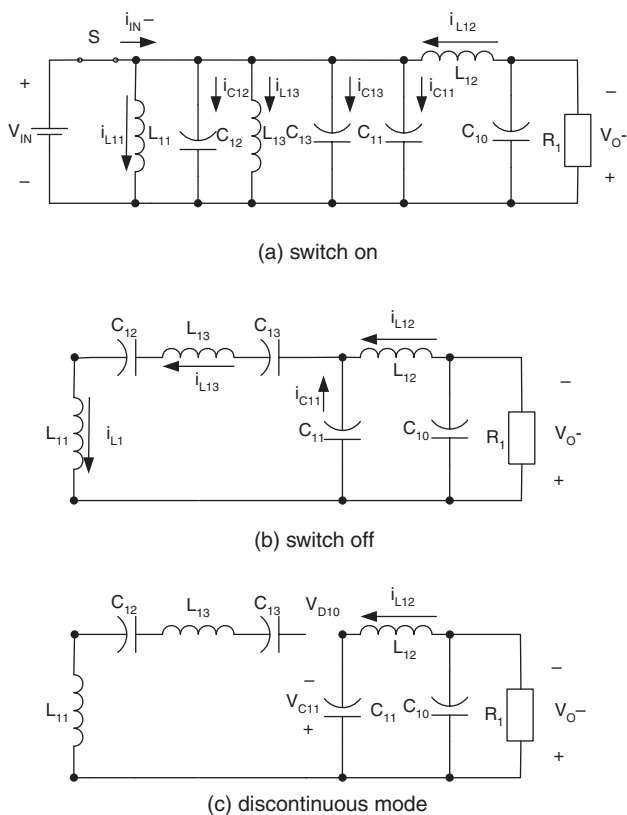 i_IN– i_L12
S
+ L_12 –
V_IN i_L11 L_11 i_C12 C_12 i_L13 L_13 C_13 i_C13 C_11 i_C11 C_10 R_1 V_O-
– +
(a) switch on
C_12 L_13 C_13 i_L12
i_L13 L_12 –
L_11 i_L1 i_C11 C_11 C_10 R_1 V_O-
+
(b) switch off
C_12 L_13 C_13 V_D10 i_L12
L_12 –
L_11 – V_C11 + C_11 C_10 R_1 V_O–
+
(c) discontinuous mode